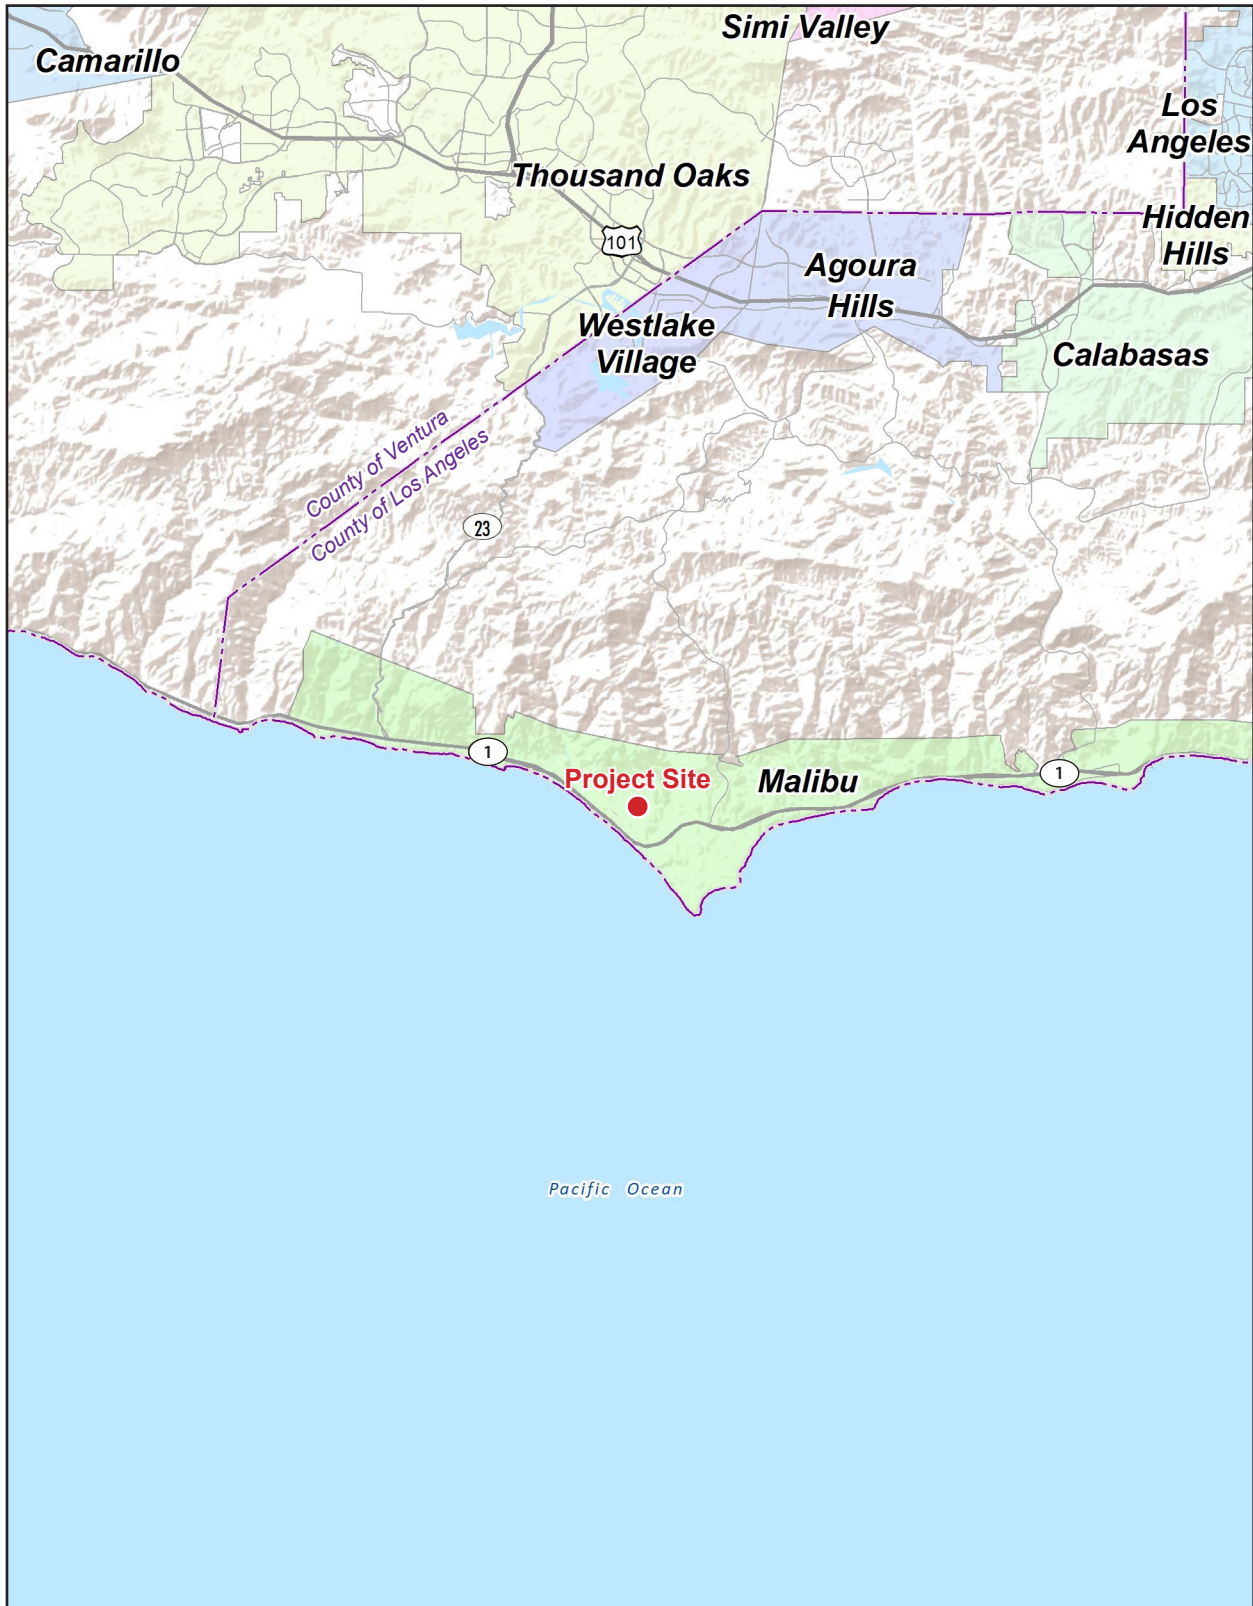 Simi Valley
Camarillo
Los
Angeles
Thousand Oaks
Hidden
Hills
101
Agoura
Hills
Westlake
Village
Calabasas
County of Ventura
County of Los Angeles
23
1
Project Site
Malibu
1
Pacific Ocean